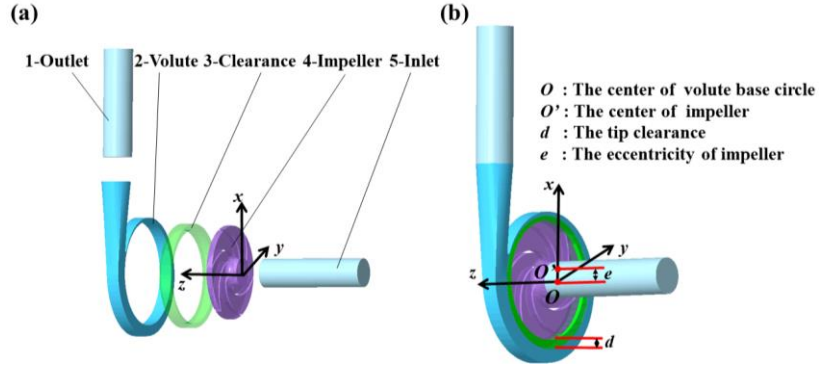 (a)
1-Outlet 2-Volute 3-Clearance 4-Impeller 5-Inlet
x
y
z
(b)
O : The center of volute base circle
O’ : The center of impeller
d : The tip clearance
e : The eccentricity of impeller
x
y
z
O’
e
O
d